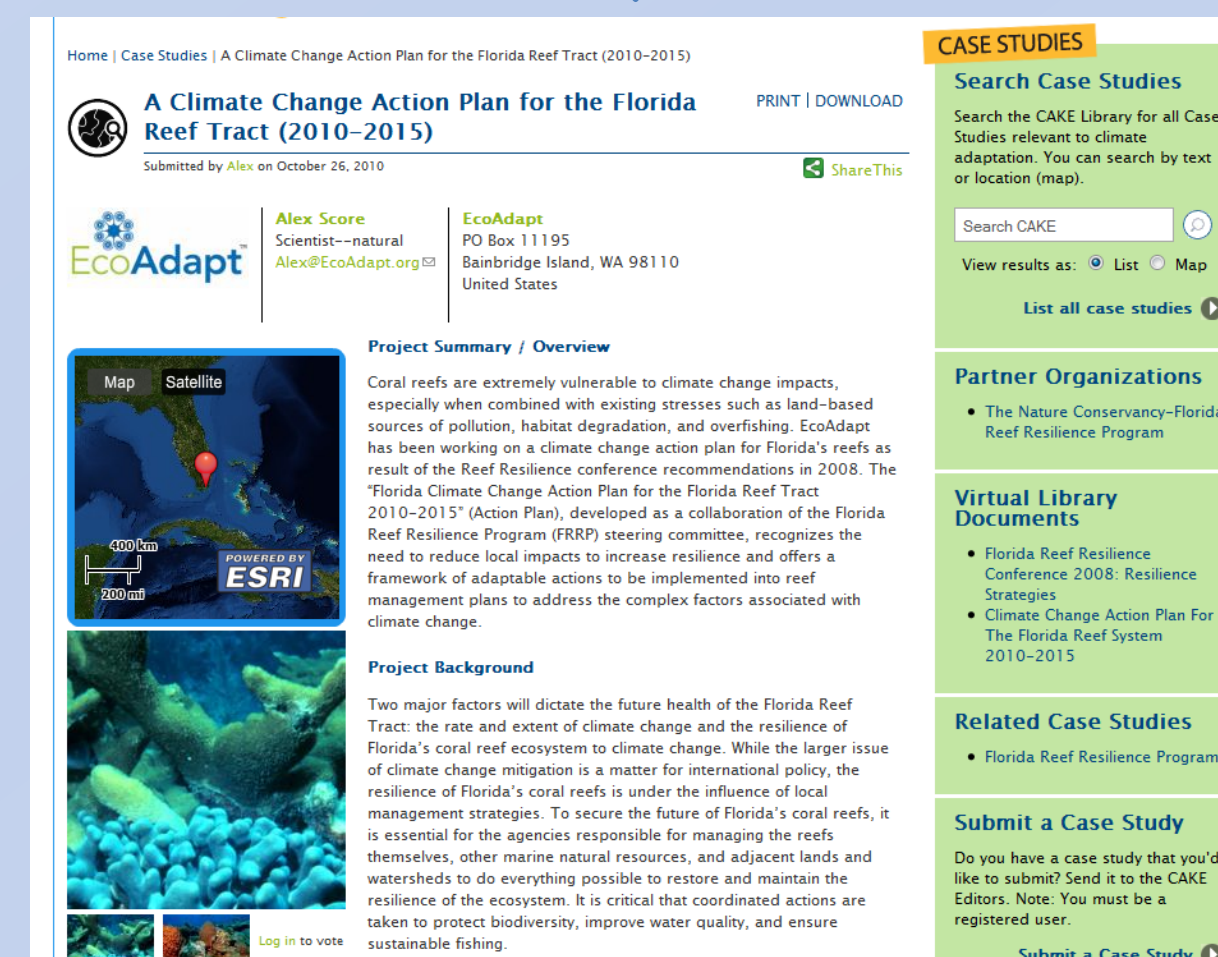 Home | Case Studies | A Climate Change Action Plan for the Florida Reef Tract (2010-2015)
A Climate Change Action Plan for the Florida
Reef Tract (2010-2015)
PRINT | DOWNLOAD
Submitted by Alex on October 26, 2010
ShareThis
EcoAdapt™
Alex Score
Scientist--natural
Alex@EcoAdapt.org
EcoAdapt
PO Box 11195
Bainbridge Island, WA 98110
United States
Map
Satellite
400 km
200 mi
POWERED BY
ESRI
Log in to vote
Project Summary / Overview
Coral reefs are extremely vulnerable to climate change impacts,
especially when combined with existing stresses such as land-based
sources of pollution, habitat degradation, and overfishing. EcoAdapt
has been working on a climate change action plan for Florida's reefs as
result of the Reef Resilience conference recommendations in 2008. The
"Florida Climate Change Action Plan for the Florida Reef Tract
2010-2015" (Action Plan), developed as a collaboration of the Florida
Reef Resilience Program (FRRP) steering committee, recognizes the
need to reduce local impacts to increase resilience and offers a
framework of adaptable actions to be implemented into reef
management plans to address the complex factors associated with
climate change.
Project Background
Two major factors will dictate the future health of the Florida Reef
Tract: the rate and extent of climate change and the resilience of
Florida's coral reef ecosystem to climate change. While the larger issue
of climate change mitigation is a matter for international policy, the
resilience of Florida's coral reefs is under the influence of local
management strategies. To secure the future of Florida's coral reefs, it
is essential for the agencies responsible for managing the reefs
themselves, other marine natural resources, and adjacent lands and
watersheds to do everything possible to restore and maintain the
resilience of the ecosystem. It is critical that coordinated actions are
taken to protect biodiversity, improve water quality, and ensure
sustainable fishing.
CASE STUDIES
Search Case Studies
Search the CAKE Library for all Case
Studies relevant to climate
adaptation. You can search by text
or location (map).
Search CAKE
View results as: List Map
List all case studies
Partner Organizations
• The Nature Conservancy-Florida
Reef Resilience Program
Virtual Library
Documents
• Florida Reef Resilience
Conference 2008: Resilience
Strategies
• Climate Change Action Plan For
The Florida Reef System
2010-2015
Related Case Studies
• Florida Reef Resilience Program
Submit a Case Study
Do you have a case study that you'd
like to submit? Send it to the CAKE
Editors. Note: You must be a
registered user.
Submit a Case Study